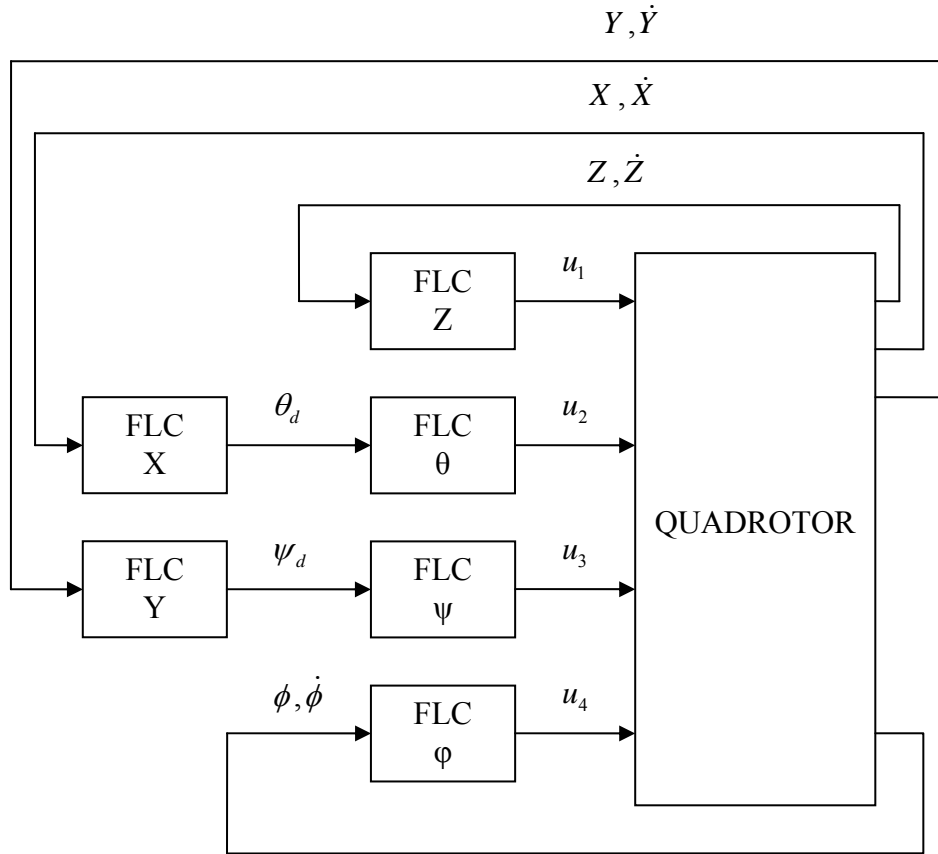 Y , Ẏ
X , Ẋ
Z , Ż
FLC
Z
u₁
FLC
X
θ_d
FLC
θ
u₂
QUADROTOR
FLC
Y
ψ_d
FLC
ψ
u₃
ϕ, ϕ̇
FLC
φ
u₄